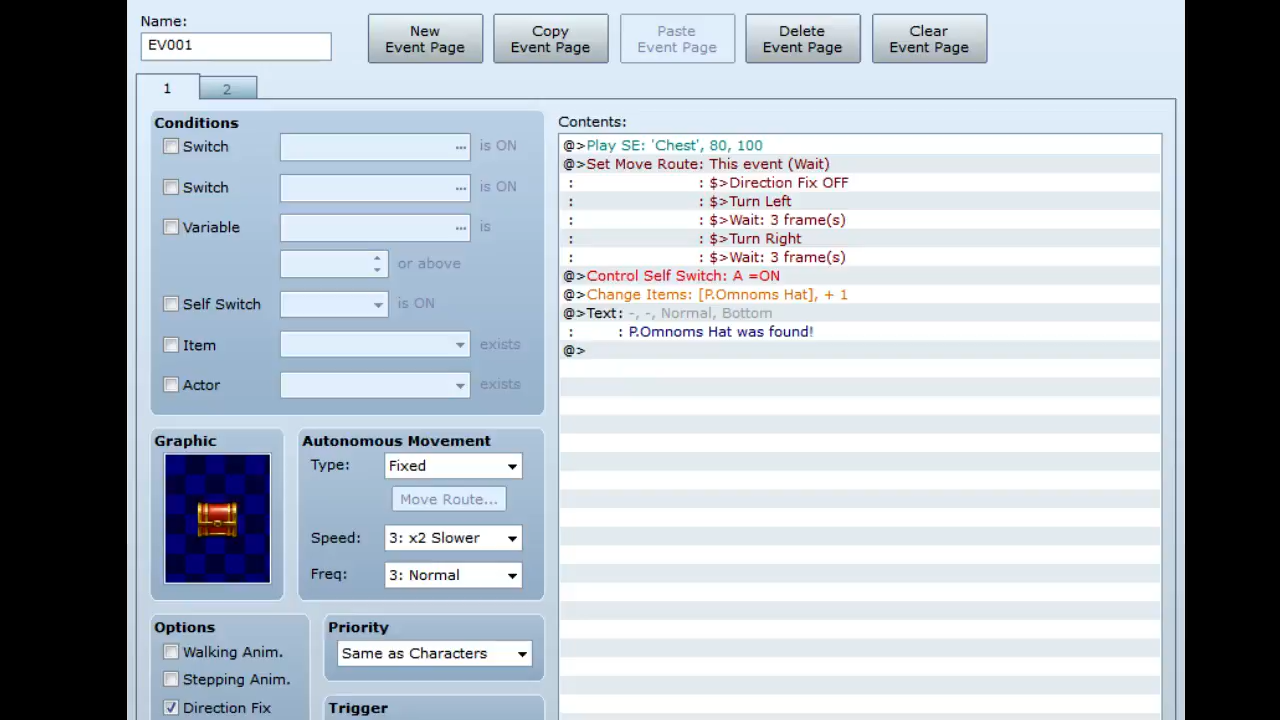 Name:
EV001
New Event Page
Copy Event Page
Paste Event Page
Delete Event Page
Clear Event Page
1
2
Conditions
Switch ... is ON
Switch ... is ON
Variable ... is
or above
Self Switch is ON
Item exists
Actor exists
Graphic
Autonomous Movement
Type: Fixed
Move Route...
Speed: 3: x2 Slower
Freq: 3: Normal
Options
Walking Anim.
Stepping Anim.
Direction Fix
Priority
Same as Characters
Trigger
Contents:
@>Play SE: 'Chest', 80, 100
@>Set Move Route: This event (Wait)
: : $>Direction Fix OFF
: : $>Turn Left
: : $>Wait: 3 frame(s)
: : $>Turn Right
: : $>Wait: 3 frame(s)
@>Control Self Switch: A =ON
@>Change Items: [P.Omnoms Hat], + 1
@>Text: -, -, Normal, Bottom
: : P.Omnoms Hat was found!
@>